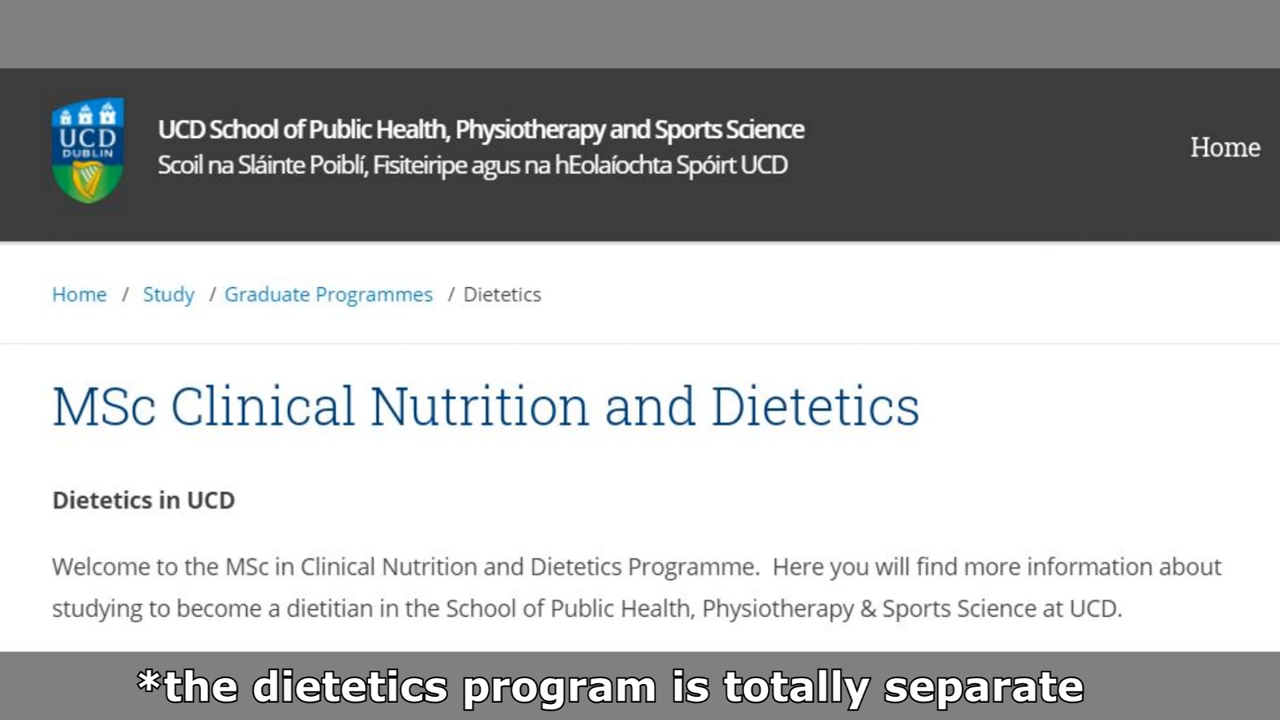 UCD
DUBLIN
UCD School of Public Health, Physiotherapy and Sports Science
Scoil na Sláinte Poiblí, Fisiteiripe agus na hEolaíochta Spóirt UCD
Home
Home / Study / Graduate Programmes / Dietetics
MSc Clinical Nutrition and Dietetics
Dietetics in UCD
Welcome to the MSc in Clinical Nutrition and Dietetics Programme. Here you will find more information about
studying to become a dietitian in the School of Public Health, Physiotherapy & Sports Science at UCD.
*the dietetics program is totally separate